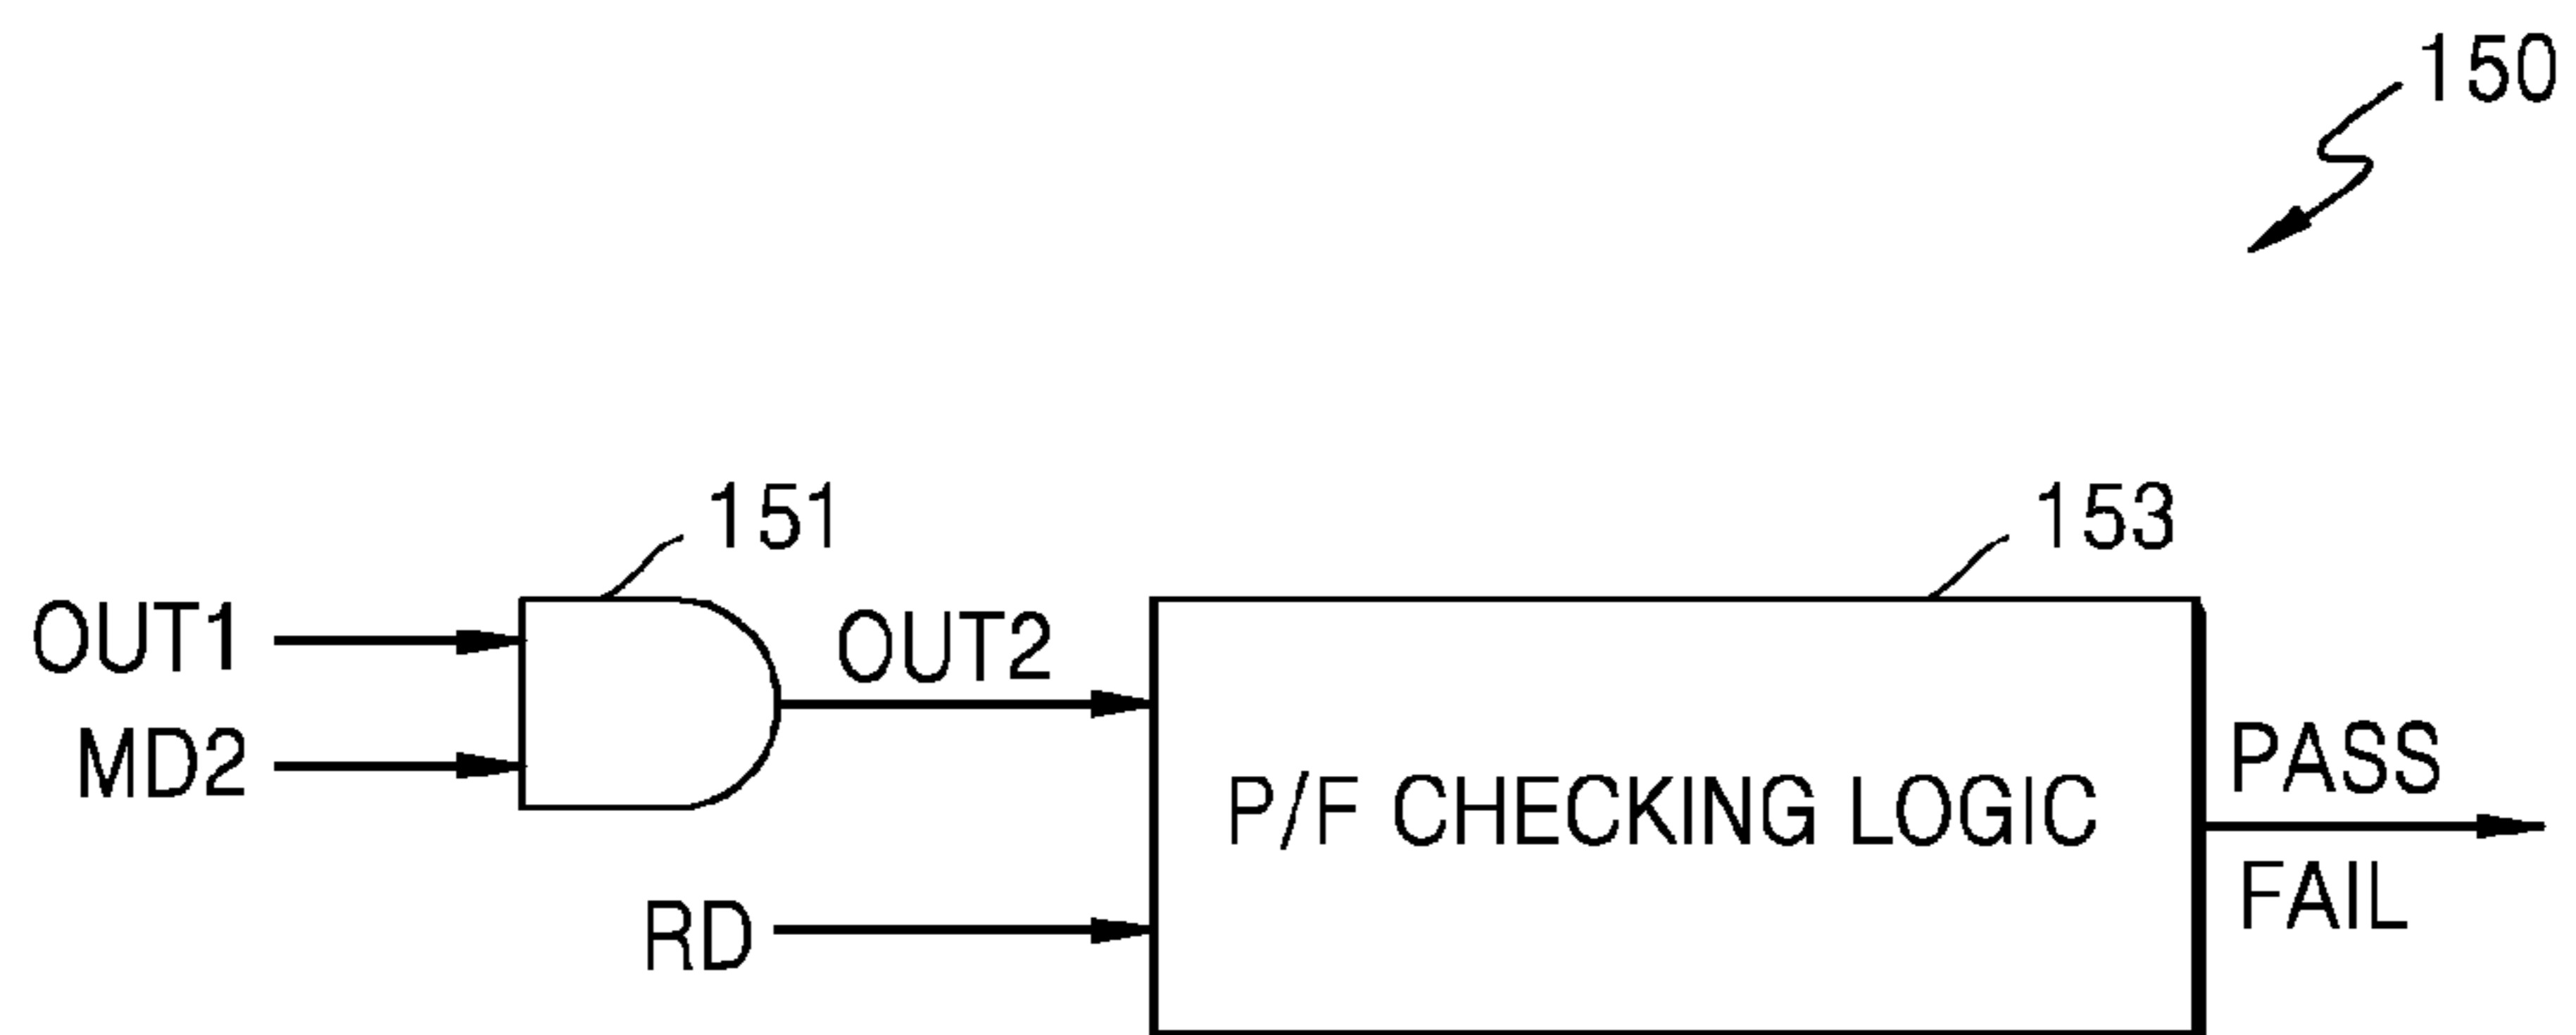 150
151
153
OUT1
OUT2
MD2
P/F CHECKING LOGIC
PASS
FAIL
RD